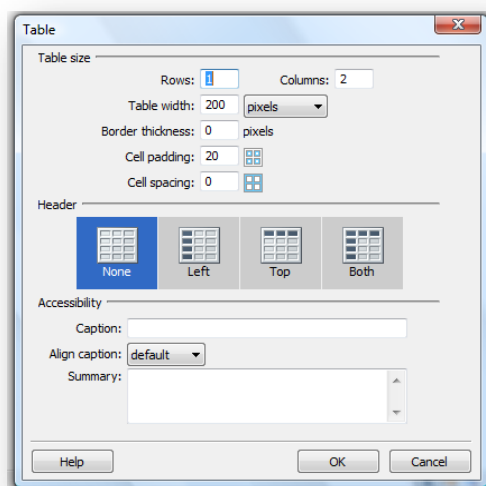 Table
Table size
Rows: 1 Columns: 2
Table width: 200 pixels
Border thickness: 0 pixels
Cell padding: 20
Cell spacing: 0
Header
None Left Top Both
Accessibility
Caption:
Align caption: default
Summary:
Help OK Cancel